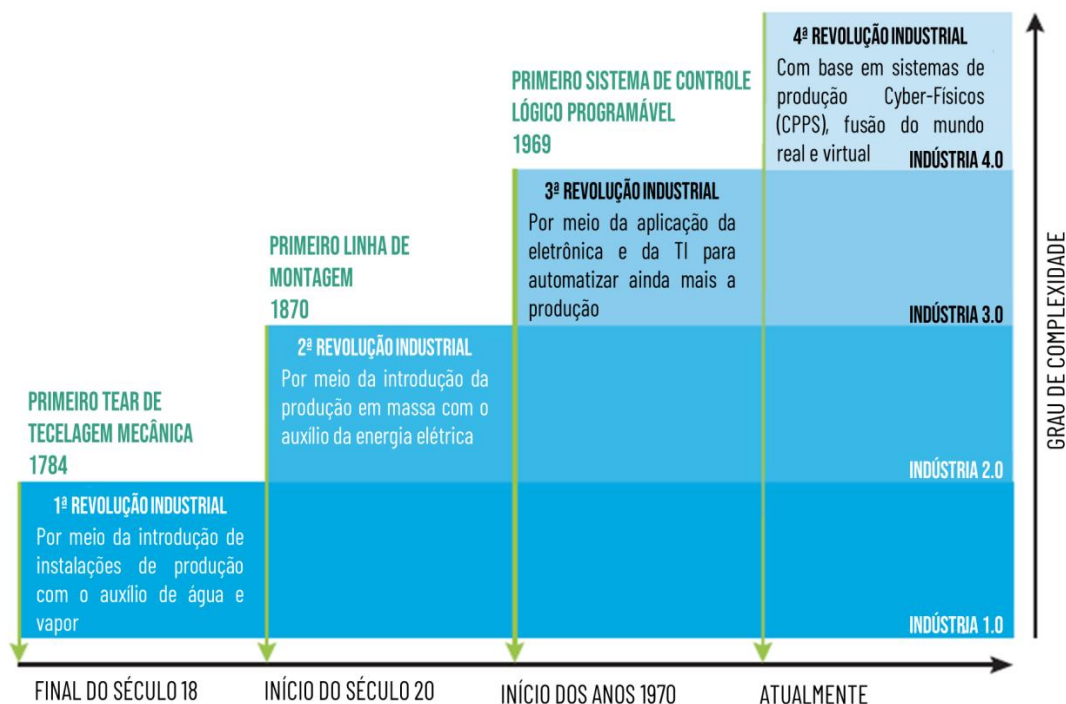 PRIMEIRO TEAR DE
TECELAGEM MECÂNICA
1784
1ª REVOLUÇÃO INDUSTRIAL
Por meio da introdução de
instalações de produção
com o auxílio de água e
vapor
INDÚSTRIA 1.0
FINAL DO SÉCULO 18
PRIMEIRO LINHA DE
MONTAGEM
1870
2ª REVOLUÇÃO INDUSTRIAL
Por meio da introdução da
produção em massa com o
auxílio da energia elétrica
INDÚSTRIA 2.0
INÍCIO DO SÉCULO 20
PRIMEIRO SISTEMA DE CONTROLE
LÓGICO PROGRAMÁVEL
1969
3ª REVOLUÇÃO INDUSTRIAL
Por meio da aplicação da
eletrônica e da TI para
automatizar ainda mais a
produção
INDÚSTRIA 3.0
INÍCIO DOS ANOS 1970
4ª REVOLUÇÃO INDUSTRIAL
Com base em sistemas de
produção Cyber-Físicos
(CPPS), fusão do mundo
real e virtual
INDÚSTRIA 4.0
ATUALMENTE
GRAU DE COMPLEXIDADE